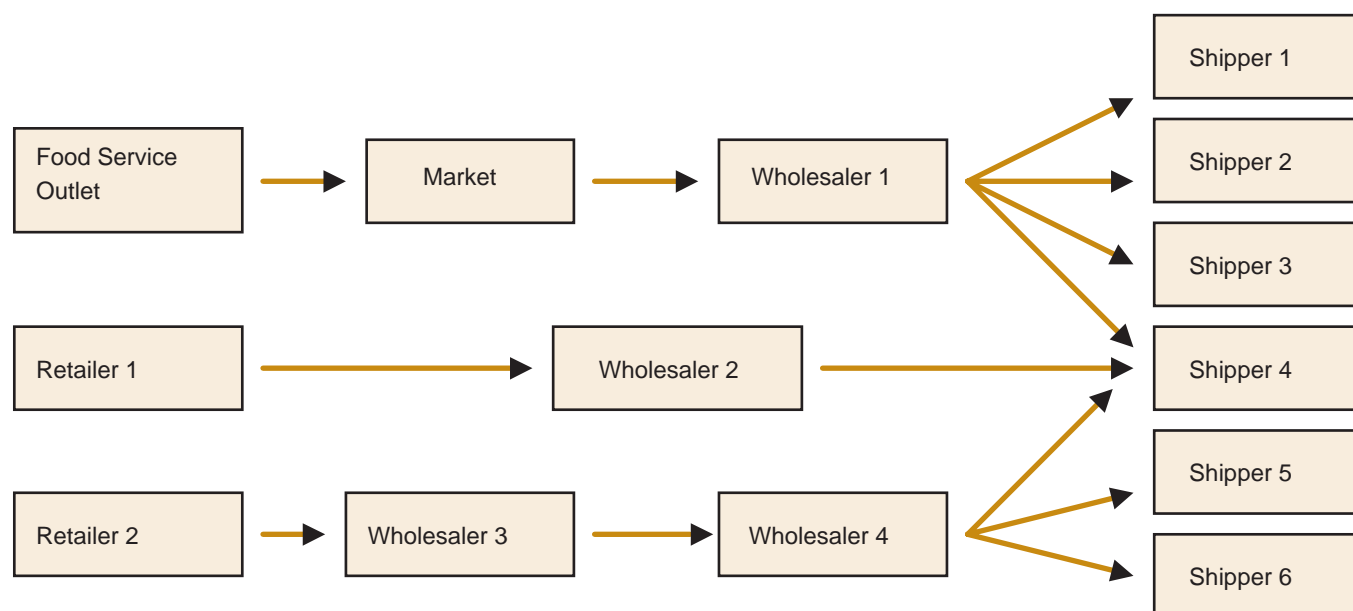 Shipper 1
Food Service
Outlet
Market
Wholesaler 1
Shipper 2
Shipper 3
Retailer 1
Wholesaler 2
Shipper 4
Shipper 5
Retailer 2
Wholesaler 3
Wholesaler 4
Shipper 6